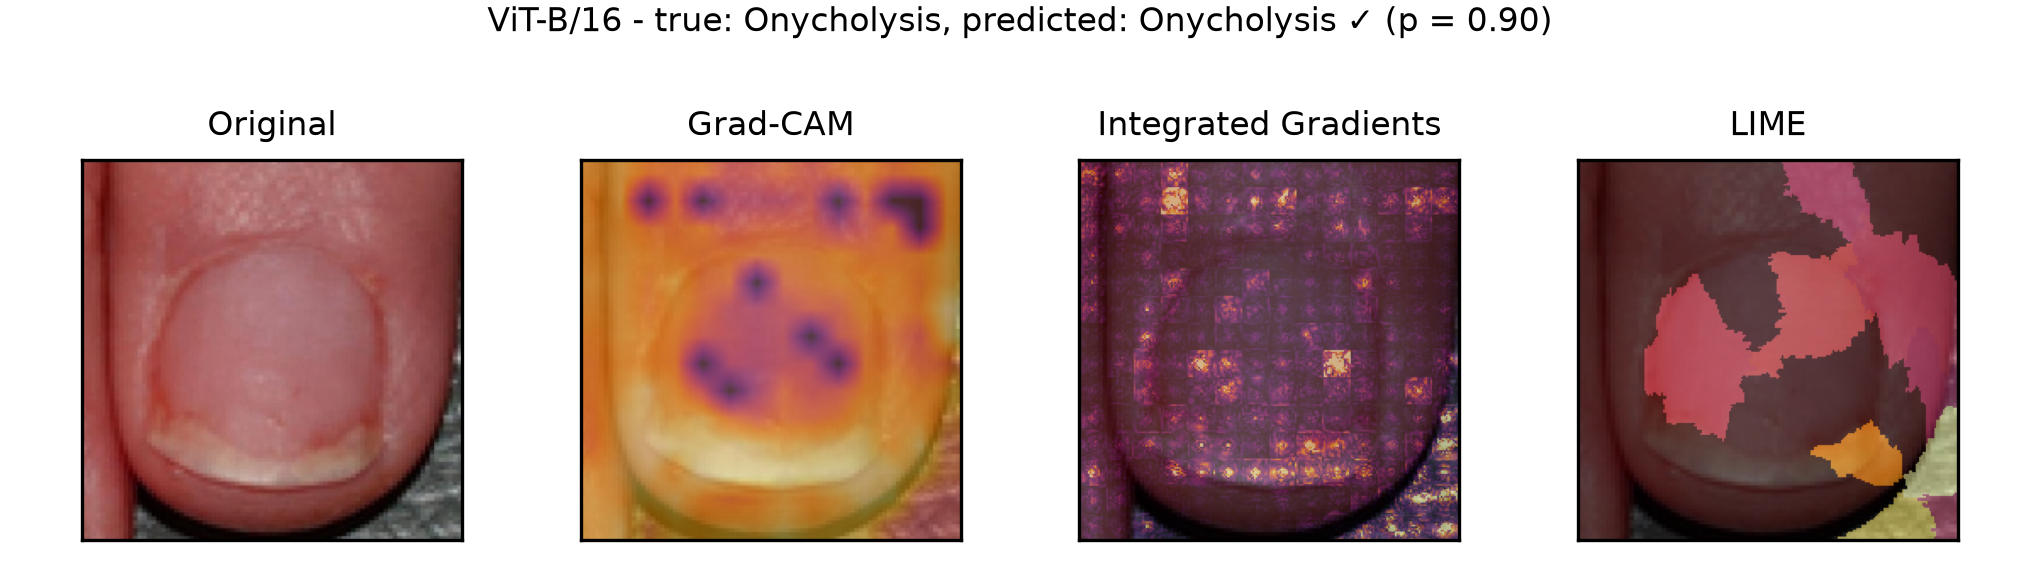 ViT-B/16 - true: Onycholysis, predicted: Onycholysis ✓ (p = 0.90)
Original
Grad-CAM
Integrated Gradients
LIME